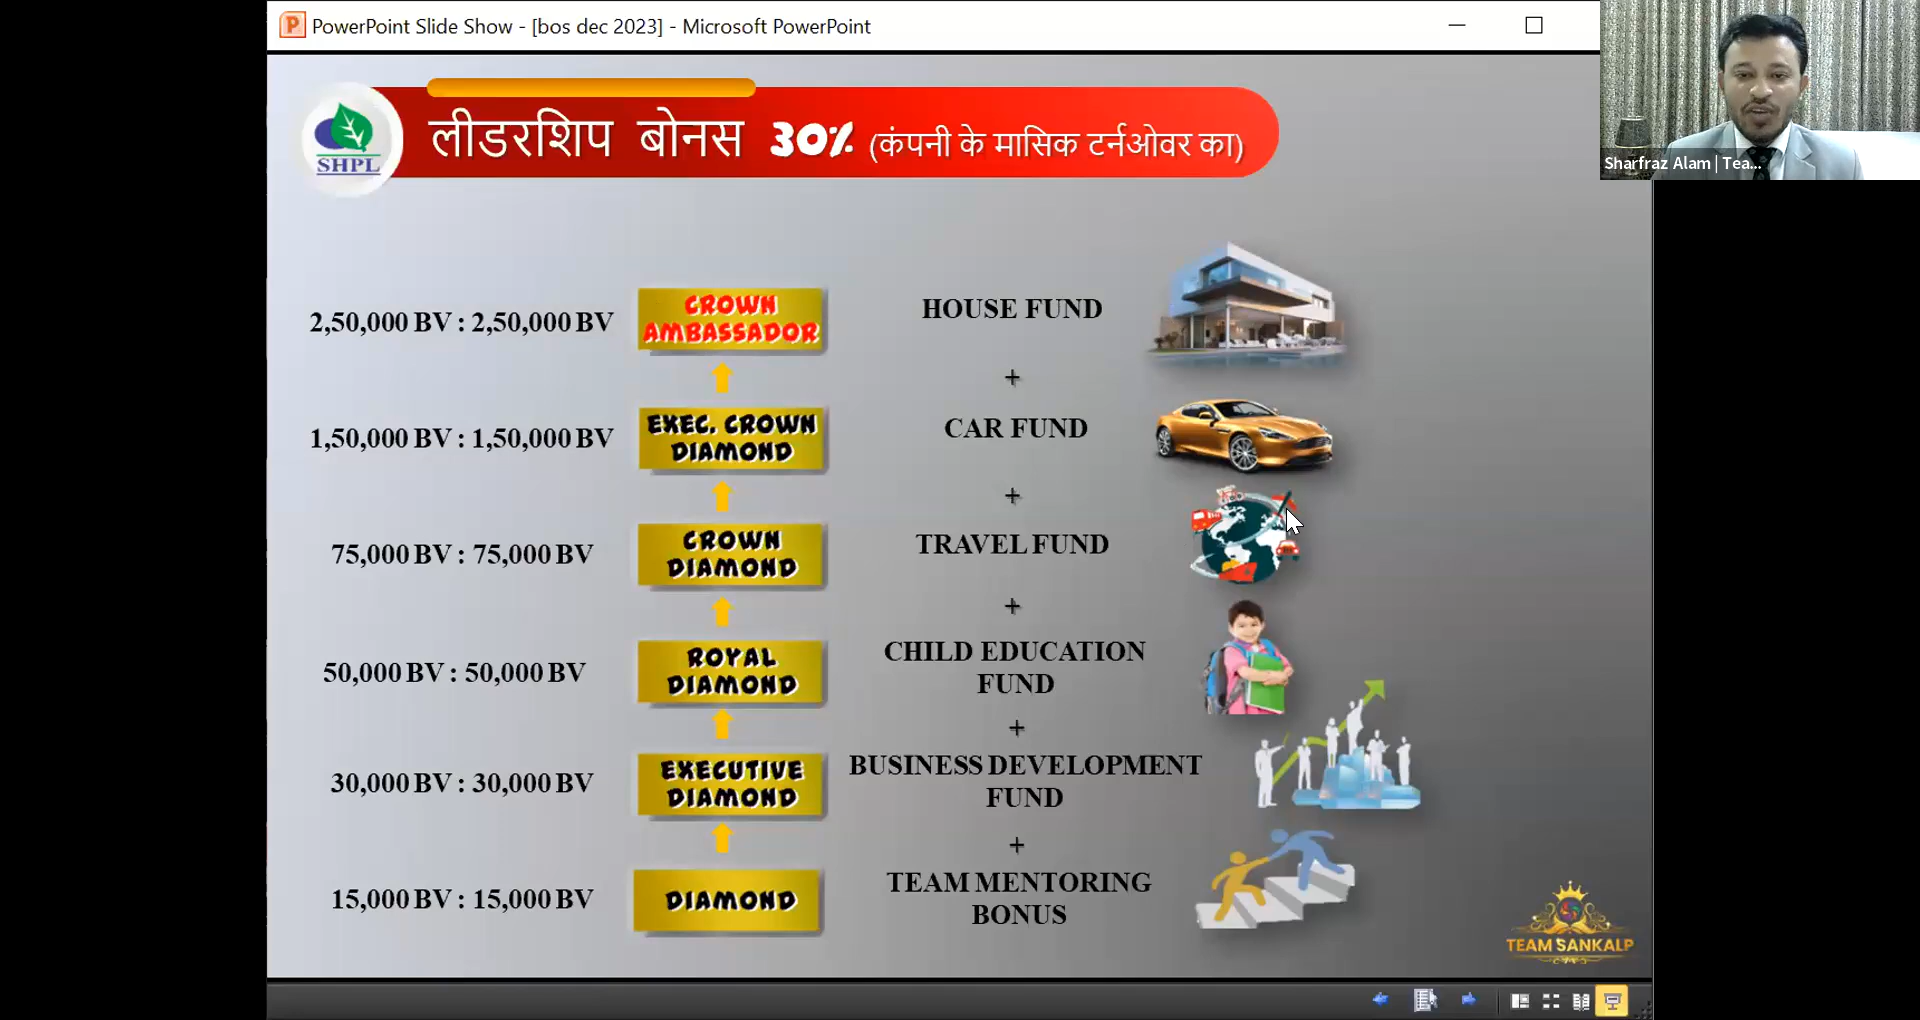 PowerPoint Slide Show - [bos dec 2023] - Microsoft PowerPoint
Sharfraz Alam | Tea...
SHPL
लीडरशिप बोनस 30% (कंपनी के मासिक टर्नओवर का)
2,50,000 BV : 2,50,000 BV
CROWN
AMBASSADOR
HOUSE FUND
+
1,50,000 BV : 1,50,000 BV
EXEC. CROWN
DIAMOND
CAR FUND
+
75,000 BV : 75,000 BV
CROWN
DIAMOND
TRAVEL FUND
+
50,000 BV : 50,000 BV
ROYAL
DIAMOND
CHILD EDUCATION
FUND
+
30,000 BV : 30,000 BV
EXECUTIVE
DIAMOND
BUSINESS DEVELOPMENT
FUND
+
15,000 BV : 15,000 BV
DIAMOND
TEAM MENTORING
BONUS
TEAM SANKALP